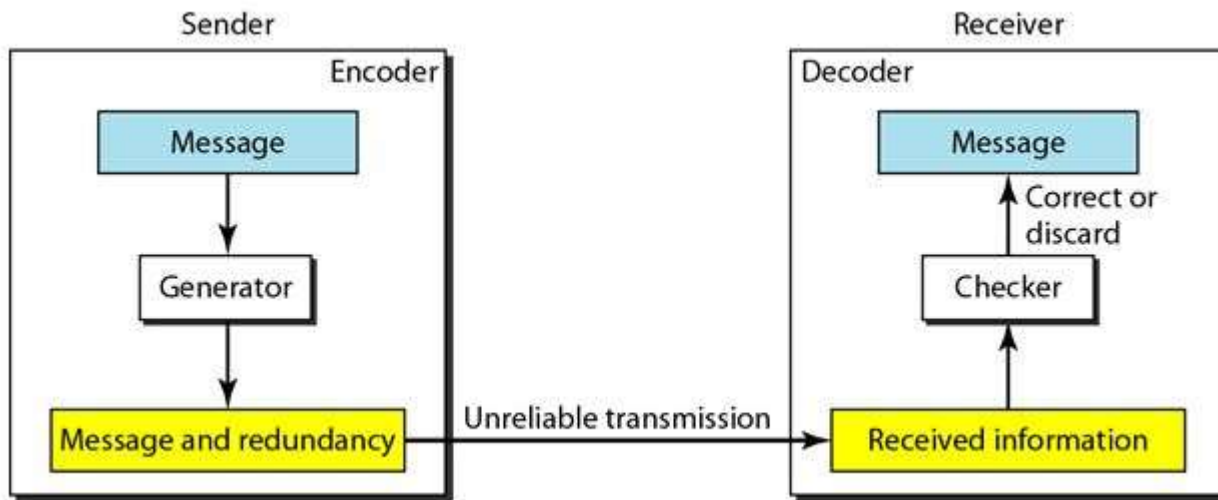 Sender
Receiver
Encoder
Decoder
Message
Message
Correct or
discard
Generator
Checker
Unreliable transmission
Message and redundancy
Received information